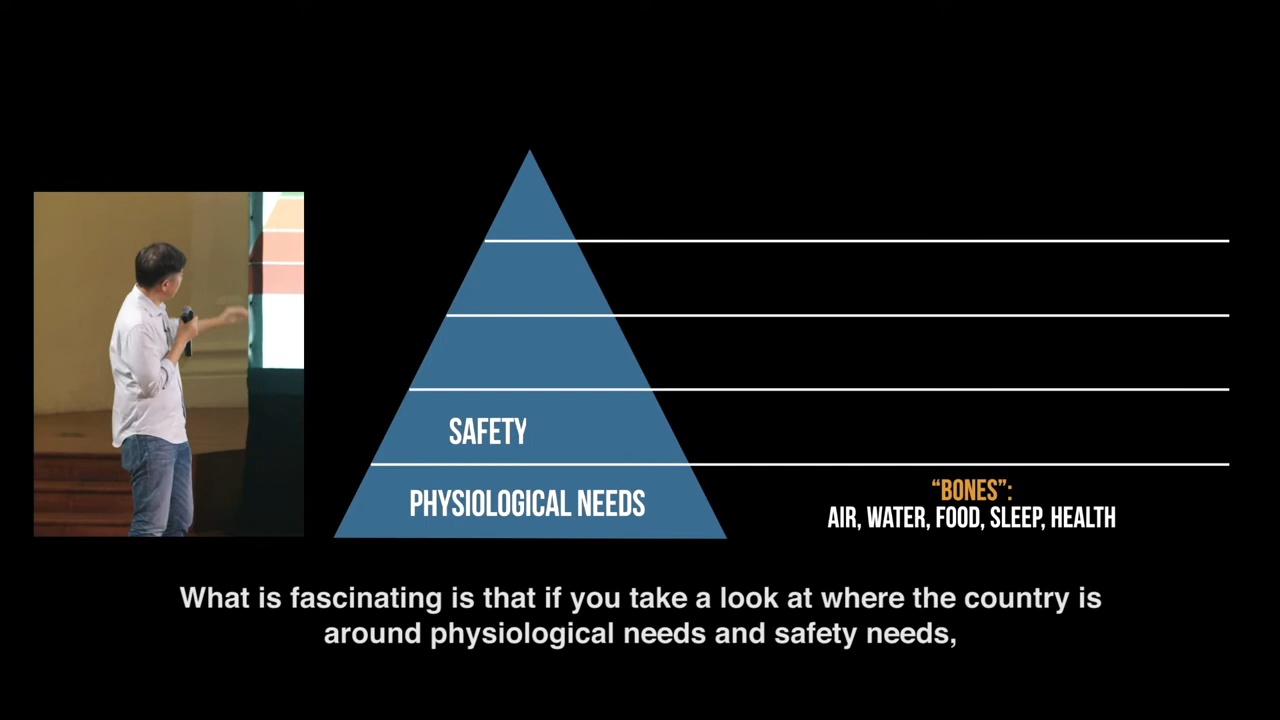 SAFETY
PHYSIOLOGICAL NEEDS
“BONES”:
AIR, WATER, FOOD, SLEEP, HEALTH
What is fascinating is that if you take a look at where the country is
around physiological needs and safety needs,